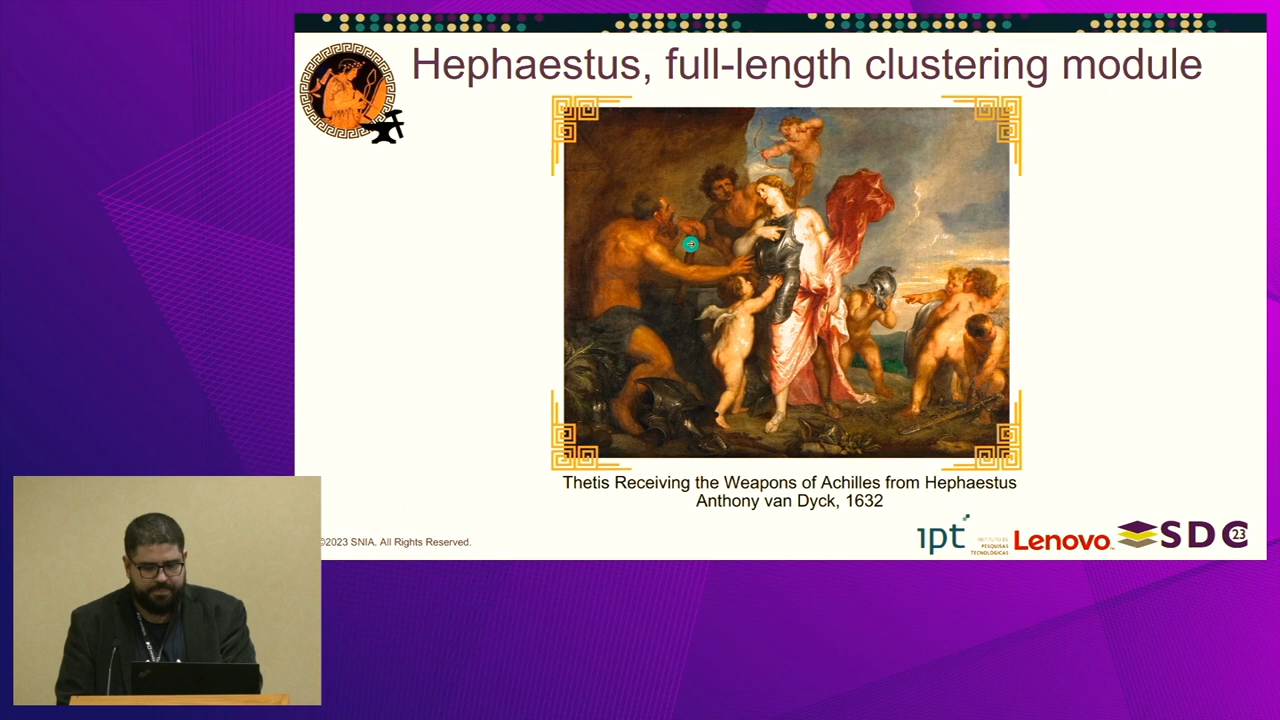 Hephaestus, full-length clustering module
Thetis Receiving the Weapons of Achilles from Hephaestus
Anthony van Dyck, 1632
©2023 SNIA. All Rights Reserved.
ipt
INSTITUTO DE
PESQUISAS
TECNOLÓGICAS
Lenovo
SDC
23